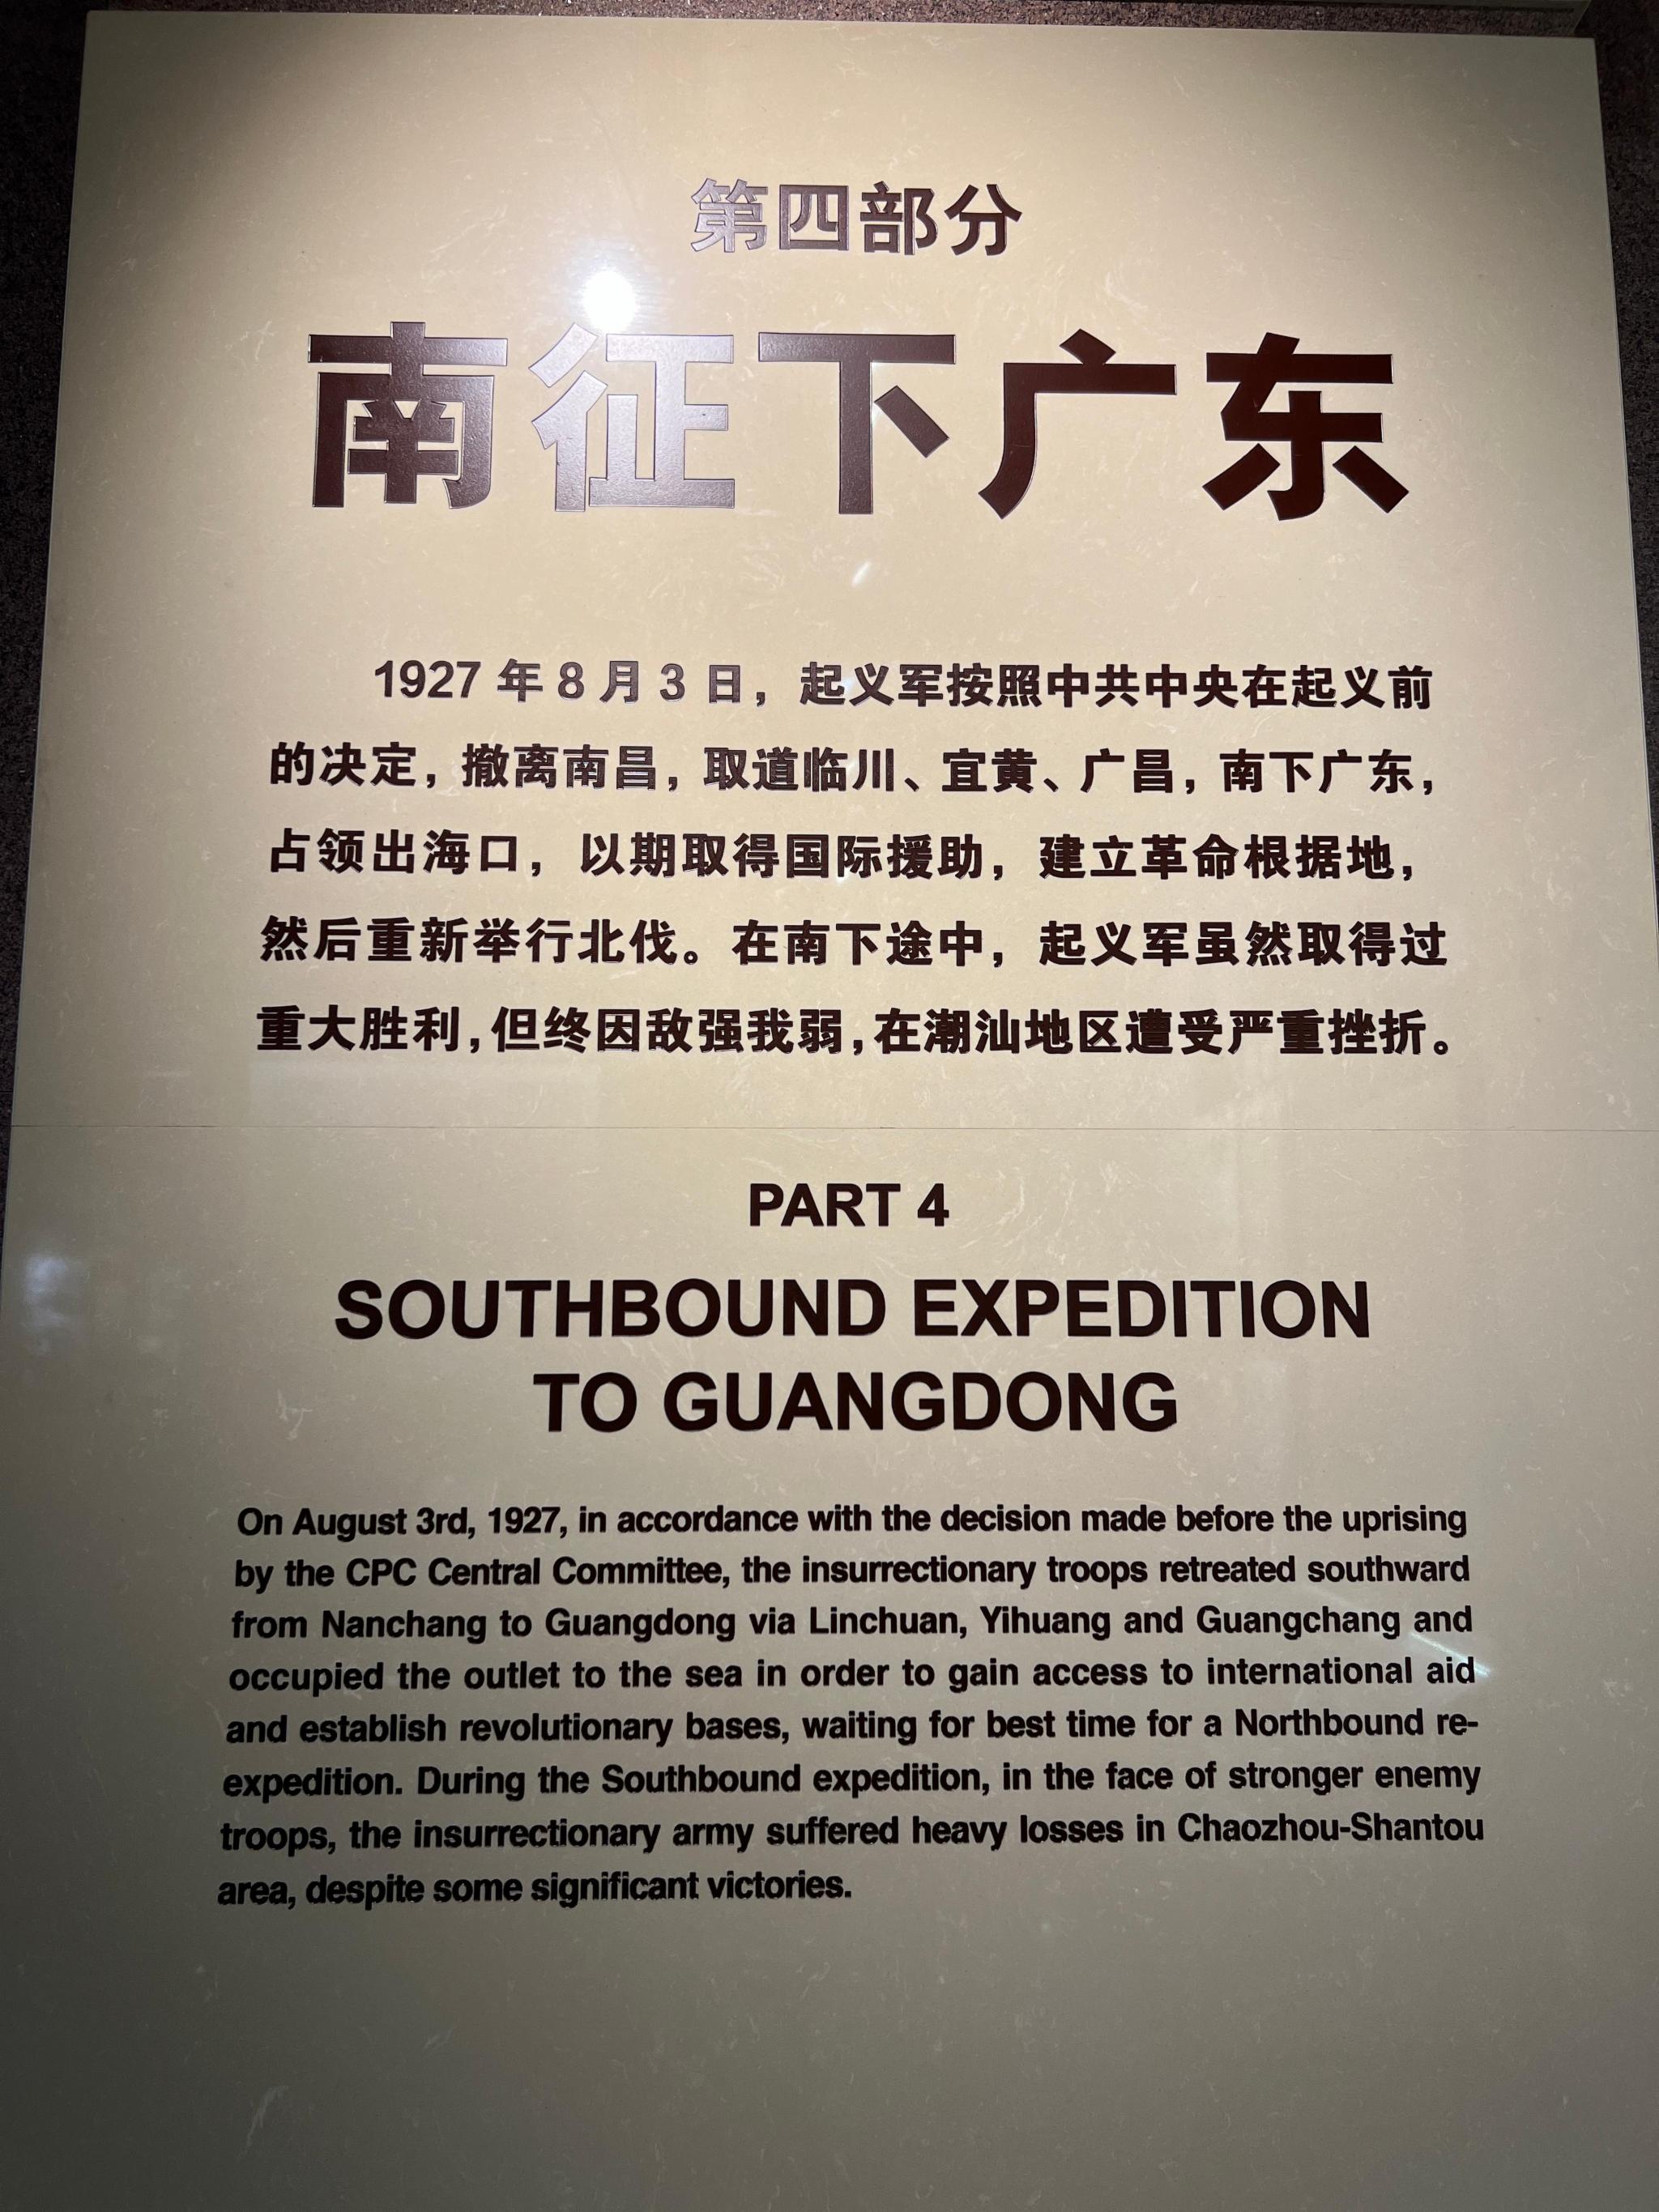 第四部分
南征下广东
1927年8月3日，起义军按照中共中央在起义前
的决定，撤离南昌，取道临川、宜黄、广昌，南下广东，
占领出海口，以期取得国际援助，建立革命根据地，
然后重新举行北伐。在南下途中，起义军虽然取得过
重大胜利，但终因敌强我弱，在潮汕地区遭受严重挫折。
PART 4
SOUTHBOUND EXPEDITION
TO GUANGDONG
On August 3rd, 1927, in accordance with the decision made before the uprising
by the CPC Central Committee, the insurrectionary troops retreated southward
from Nanchang to Guangdong via Linchuan, Yihuang and Guangchang and
occupied the outlet to the sea in order to gain access to international aid
and establish revolutionary bases, waiting for best time for a Northbound re-
expedition. During the Southbound expedition, in the face of stronger enemy
troops, the insurrectionary army suffered heavy losses in Chaozhou-Shantou
area, despite some significant victories.